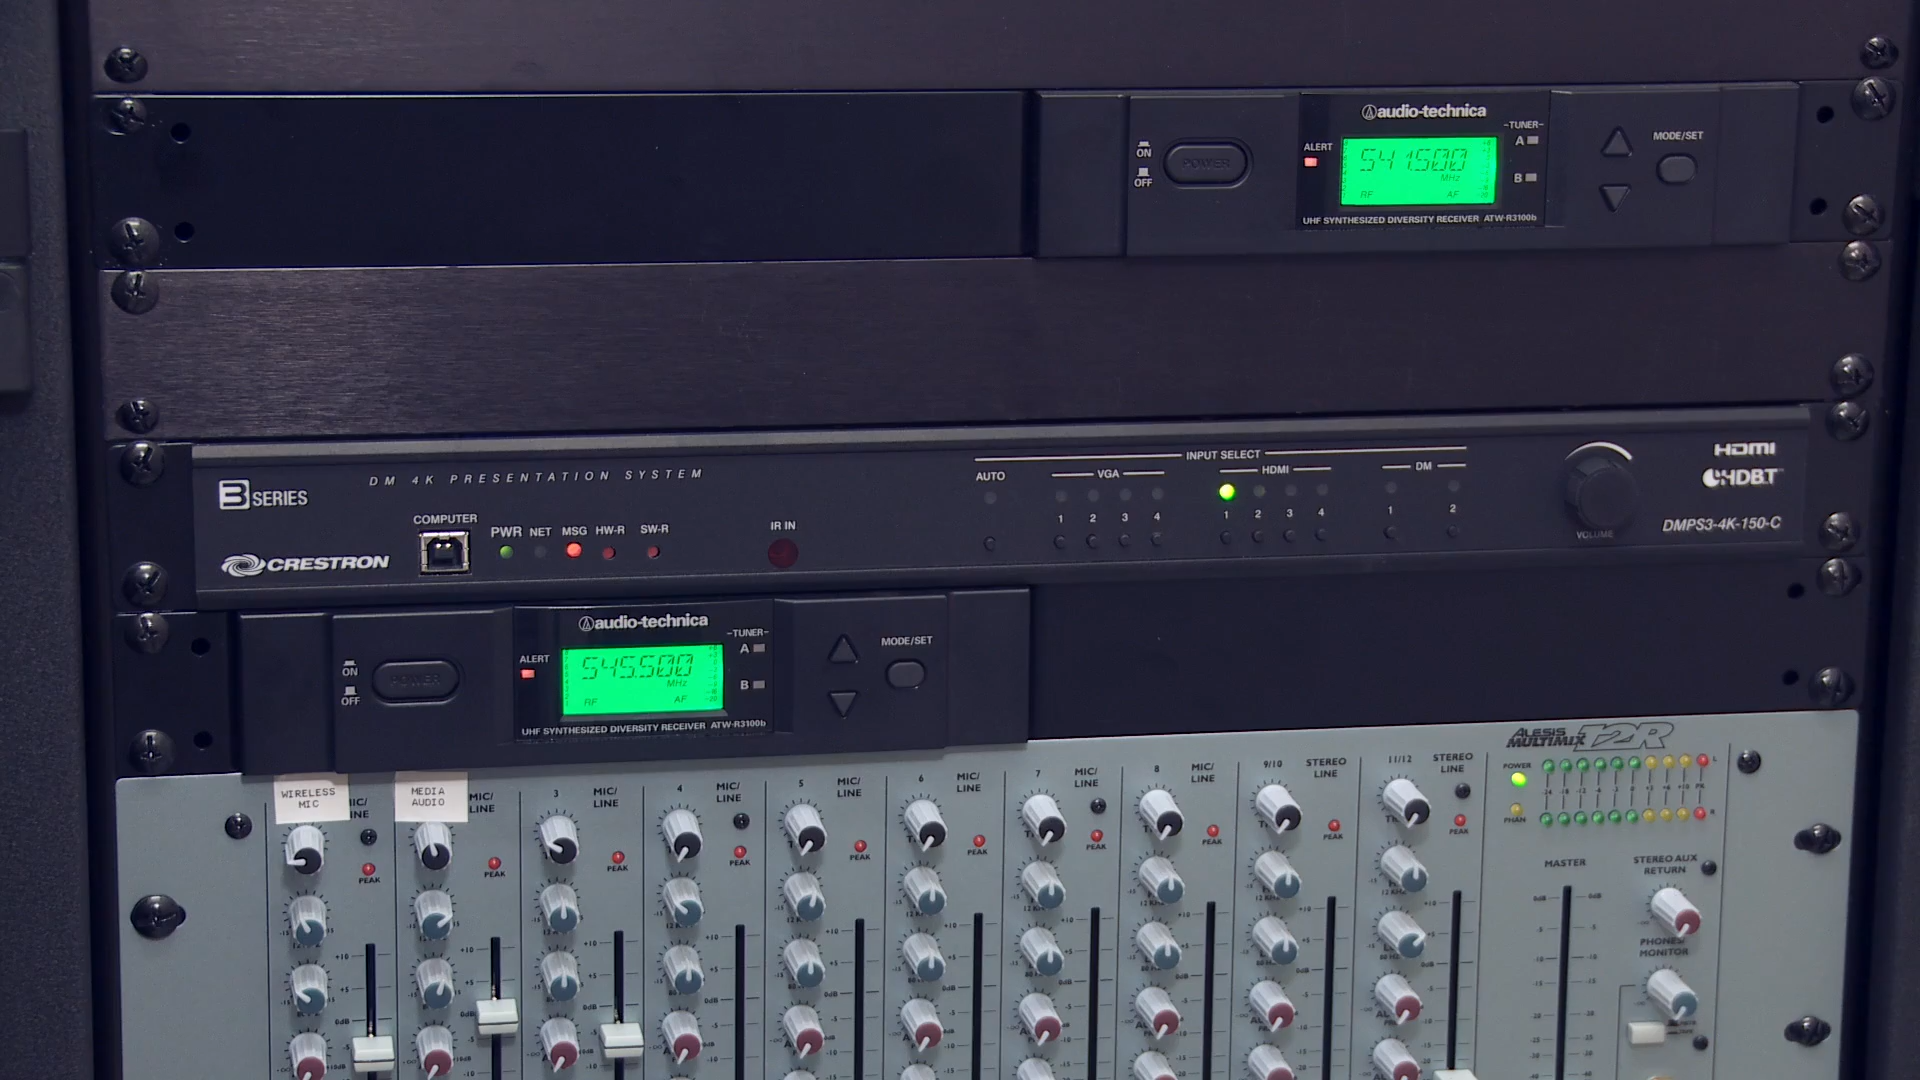 audio-technica
ON
OFF
POWER
ALERT
541.500
MHz
RF AF
-TUNER-
A
B
MODE/SET
UHF SYNTHESIZED DIVERSITY RECEIVER ATW-R3100b
3 SERIES
DM 4K PRESENTATION SYSTEM
CRESTRON
COMPUTER
PWR NET MSG HW-R SW-R
IR IN
INPUT SELECT
AUTO
VGA
1 2 3 4
HDMI
1 2 3 4
DM
1 2
VOLUME
HDMI
HDBT
DMPS3-4K-150-C
audio-technica
ON
OFF
POWER
ALERT
545.500
MHz
RF AF
-TUNER-
A
B
MODE/SET
UHF SYNTHESIZED DIVERSITY RECEIVER ATW-R3100b
ALESIS
MULTIMIX 12R
WIRELESS
MIC
MEDIA
AUDIO
MIC/
LINE
3
MIC/
LINE
4
MIC/
LINE
5
MIC/
LINE
6
MIC/
LINE
7
MIC/
LINE
8
MIC/
LINE
9/10
STEREO
LINE
11/12
STEREO
LINE
PEAK
PEAK
PEAK
PEAK
PEAK
PEAK
PEAK
PEAK
PEAK
PEAK
POWER
PHAN
L
R
MASTER
STEREO AUX
RETURN
PHONES/
MONITOR